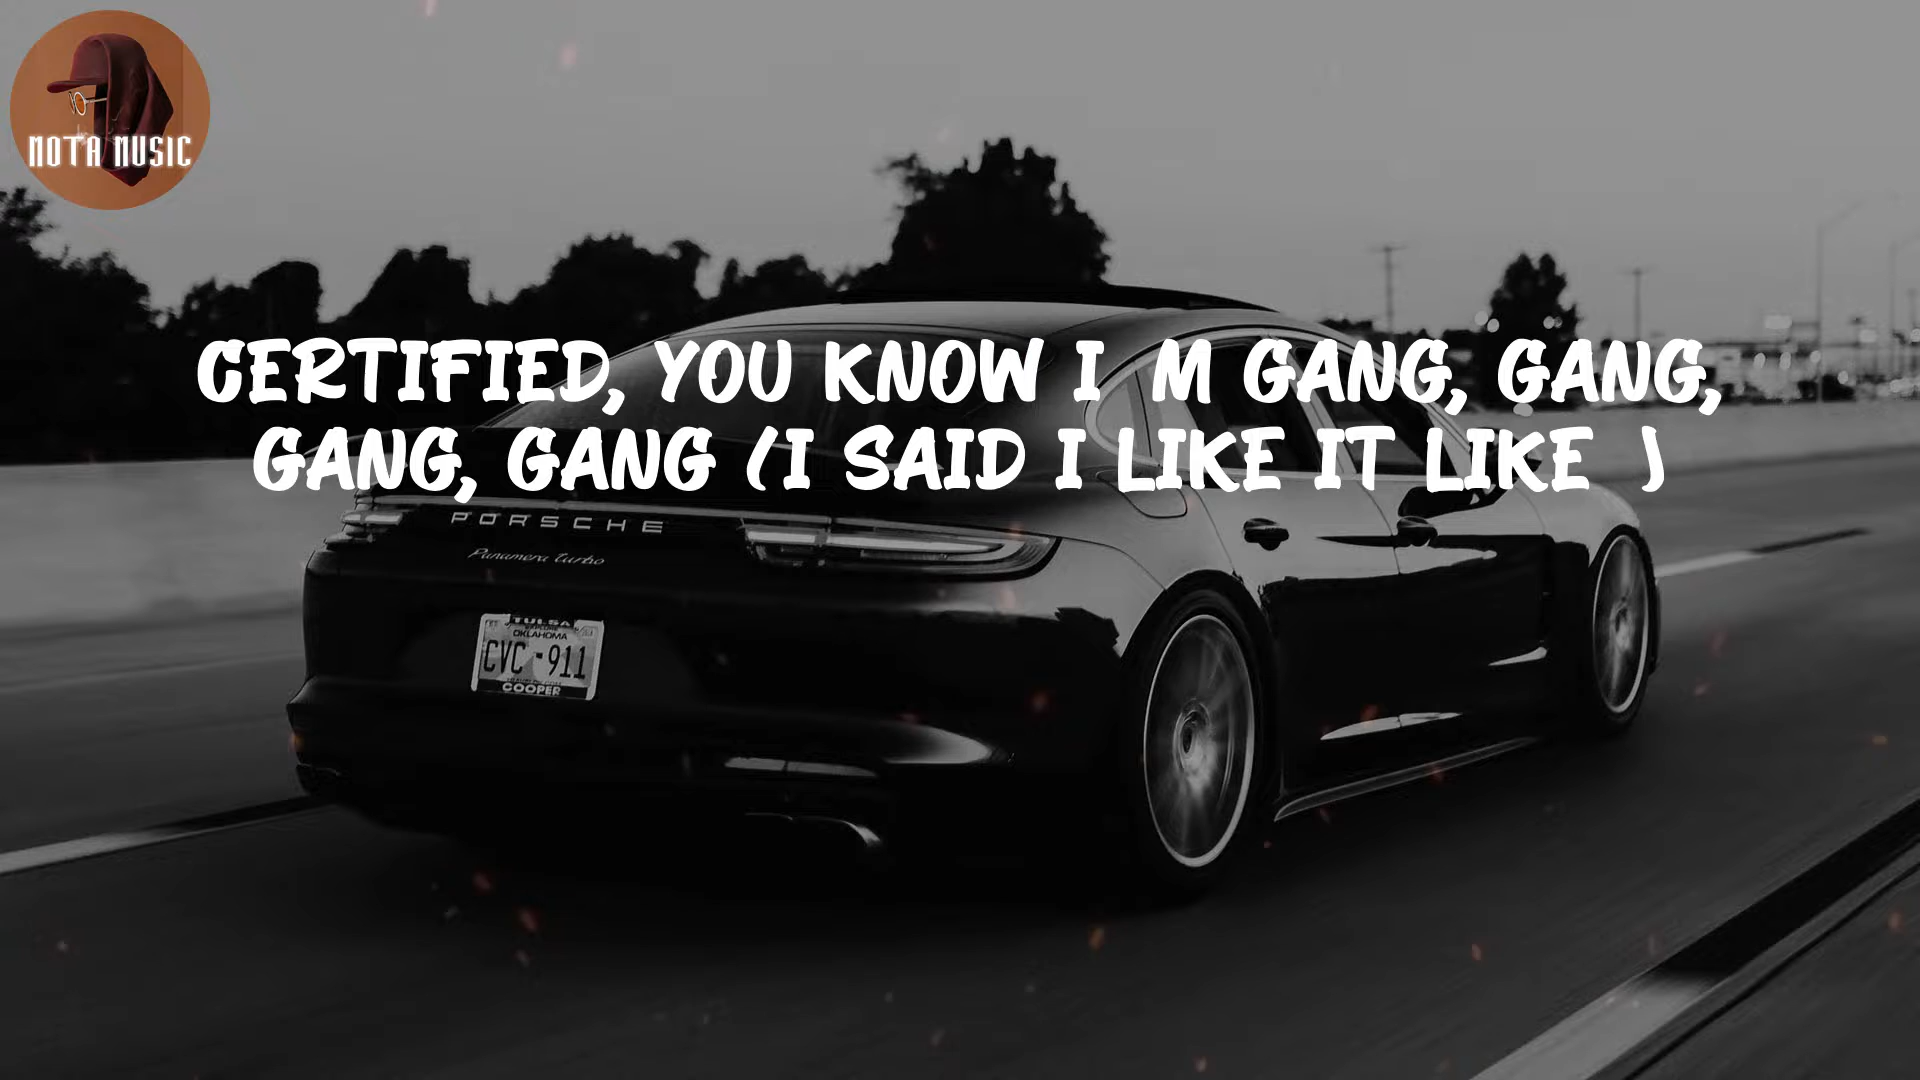 MOTA MUSIC
CERTIFIED, YOU KNOW I M GANG, GANG,
GANG, GANG (I SAID I LIKE IT LIKE )
PORSCHE
Panamera turbo
TULSA
OKLAHOMA
CVC-911
COOPER